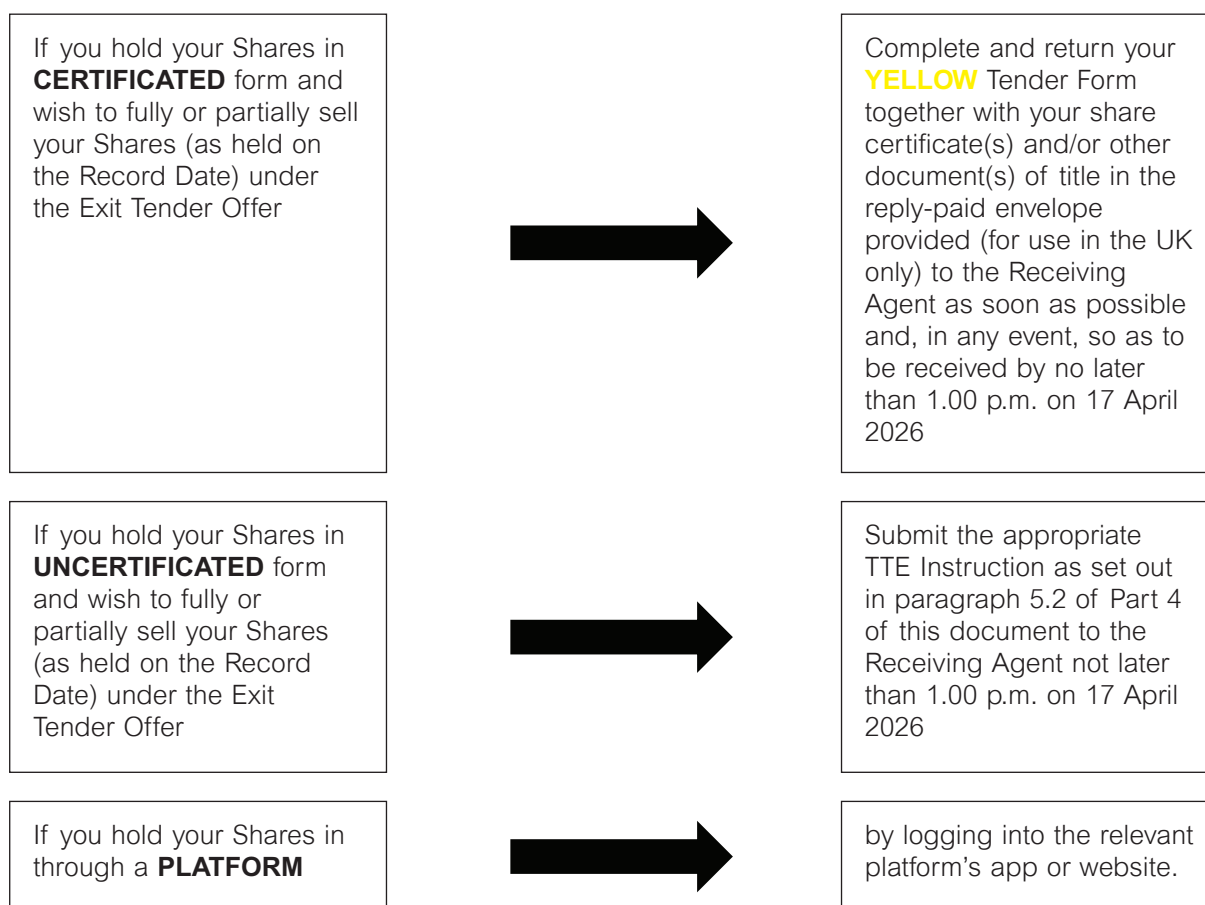 If you hold your Shares in
CERTIFICATED form and
wish to fully or partially sell
your Shares (as held on
the Record Date) under
the Exit Tender Offer
Complete and return your
YELLOW Tender Form
together with your share
certificate(s) and/or other
document(s) of title in the
reply-paid envelope
provided (for use in the UK
only) to the Receiving
Agent as soon as possible
and, in any event, so as to
be received by no later
than 1.00 p.m. on 17 April
2026
If you hold your Shares in
UNCERTIFICATED form
and wish to fully or
partially sell your Shares
(as held on the Record
Date) under the Exit
Tender Offer
Submit the appropriate
TTE Instruction as set out
in paragraph 5.2 of Part 4
of this document to the
Receiving Agent not later
than 1.00 p.m. on 17 April
2026
If you hold your Shares in
through a PLATFORM
by logging into the relevant
platform's app or website.